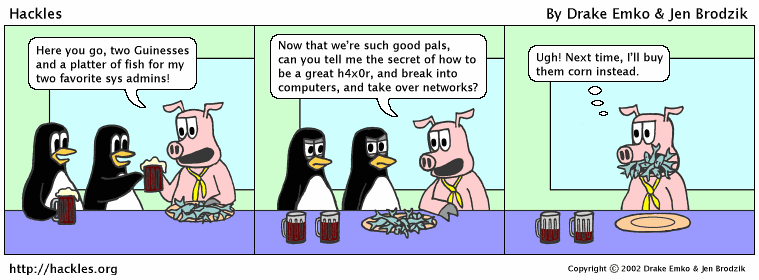 Hackles
By Drake Emko & Jen Brodzik
Here you go, two Guinesses
and a platter of fish for my
two favorite sys admins!
Now that we're such good pals,
can you tell me the secret of how to
be a great h4x0r, and break into
computers, and take over networks?
Ugh! Next time, I'll buy
them corn instead.
http://hackles.org
Copyright © 2002 Drake Emko & Jen Brodzik